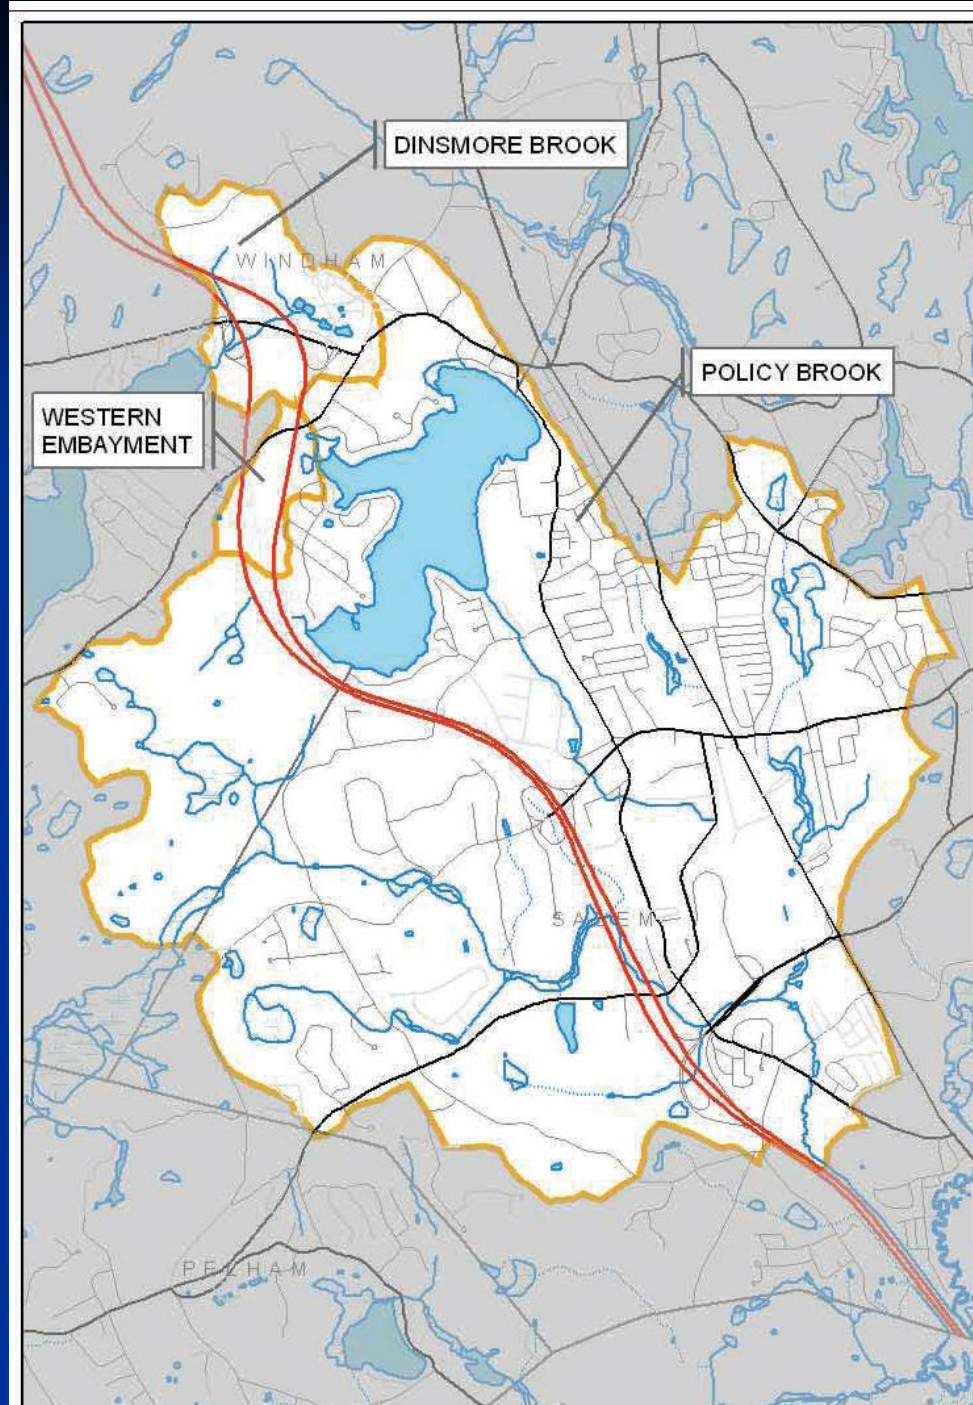 DINSMORE BROOK
WINDHAM
POLICY BROOK
WESTERN
EMBAYMENT
SALEM
PELHAM